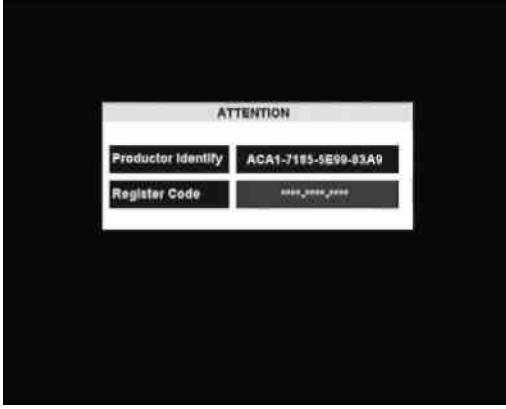 ATTENTION
Productor Identify ACA1-7185-5E99-83A9
Register Code ****-****-****